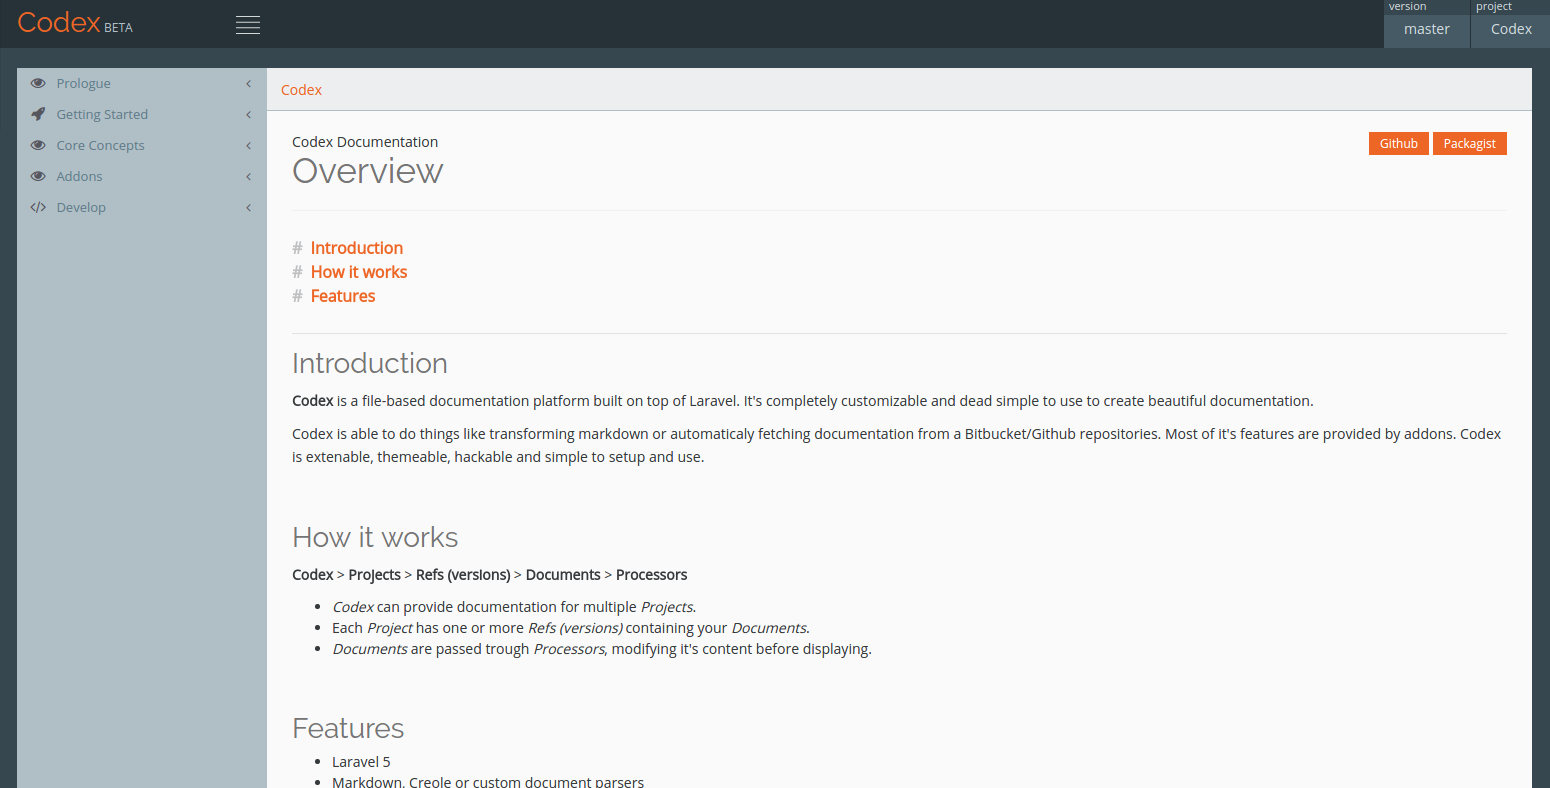 Codex BETA
version
project
master
Codex
Prologue
Getting Started
Core Concepts
Addons
Develop
Codex
Codex Documentation
Github
Packagist
Overview
# Introduction
# How it works
# Features
Introduction
Codex is a file-based documentation platform built on top of Laravel. It's completely customizable and dead simple to use to create beautiful documentation.
Codex is able to do things like transforming markdown or automaticaly fetching documentation from a Bitbucket/Github repositories. Most of it's features are provided by addons. Codex
is extenable, themeable, hackable and simple to setup and use.
How it works
Codex > Projects > Refs (versions) > Documents > Processors
• Codex can provide documentation for multiple Projects.
• Each Project has one or more Refs (versions) containing your Documents.
• Documents are passed trough Processors, modifying it's content before displaying.
Features
• Laravel 5
• Markdown, Creole or custom document parsers